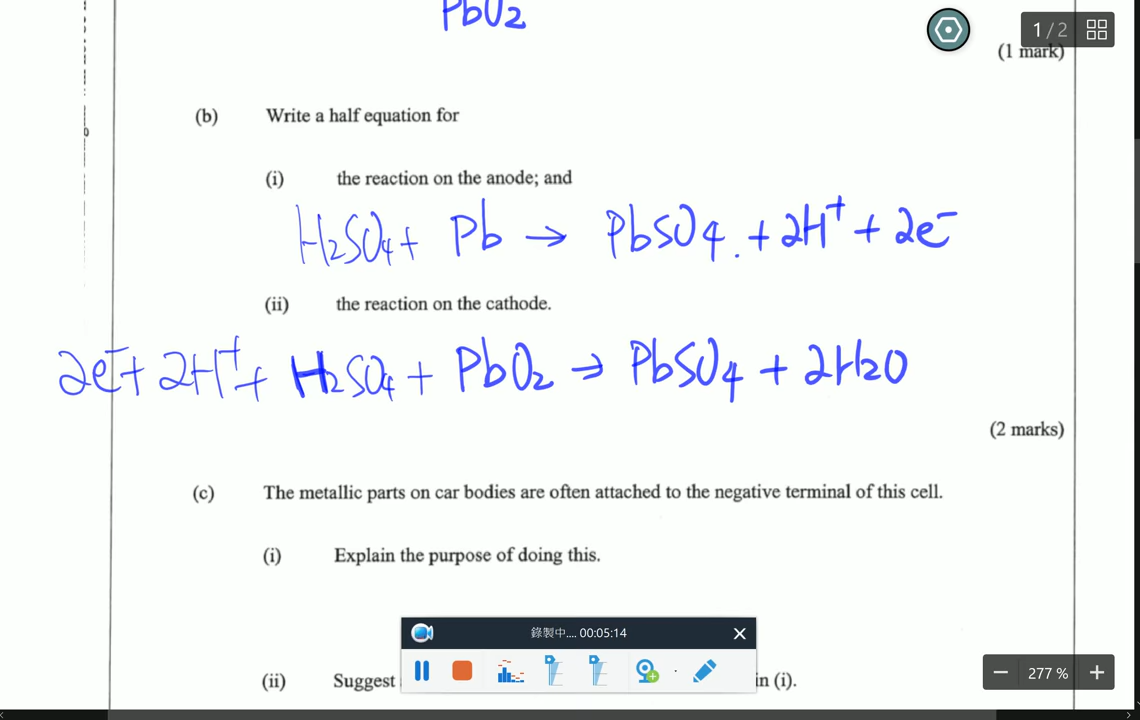 PbO2
1 / 2
(1 mark)
(b) Write a half equation for
(i) the reaction on the anode; and
H2SO4 + Pb → PbSO4 . + 2H+ + 2e-
(ii) the reaction on the cathode.
2e- + 2H+ + H2SO4 + PbO2 → PbSO4 + 2H2O
(2 marks)
(c) The metallic parts on car bodies are often attached to the negative terminal of this cell.
(i) Explain the purpose of doing this.
錄製中.... 00:05:14
277 %
(ii) Suggest in (i).